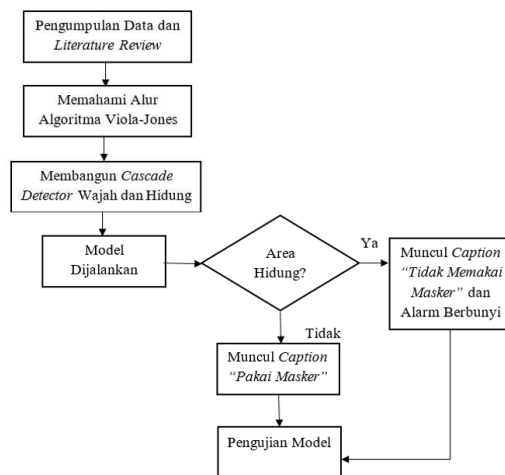 Pengumpulan Data dan
Literature Review
Memahami Alur
Algoritma Viola-Jones
Membangun Cascade
Detector Wajah dan Hidung
Model
Dijalankan
Area
Hidung?
Ya
Muncul Caption
“Tidak Memakai
Masker” dan
Alarm Berbunyi
Tidak
Muncul Caption
“Pakai Masker”
Pengujian Model